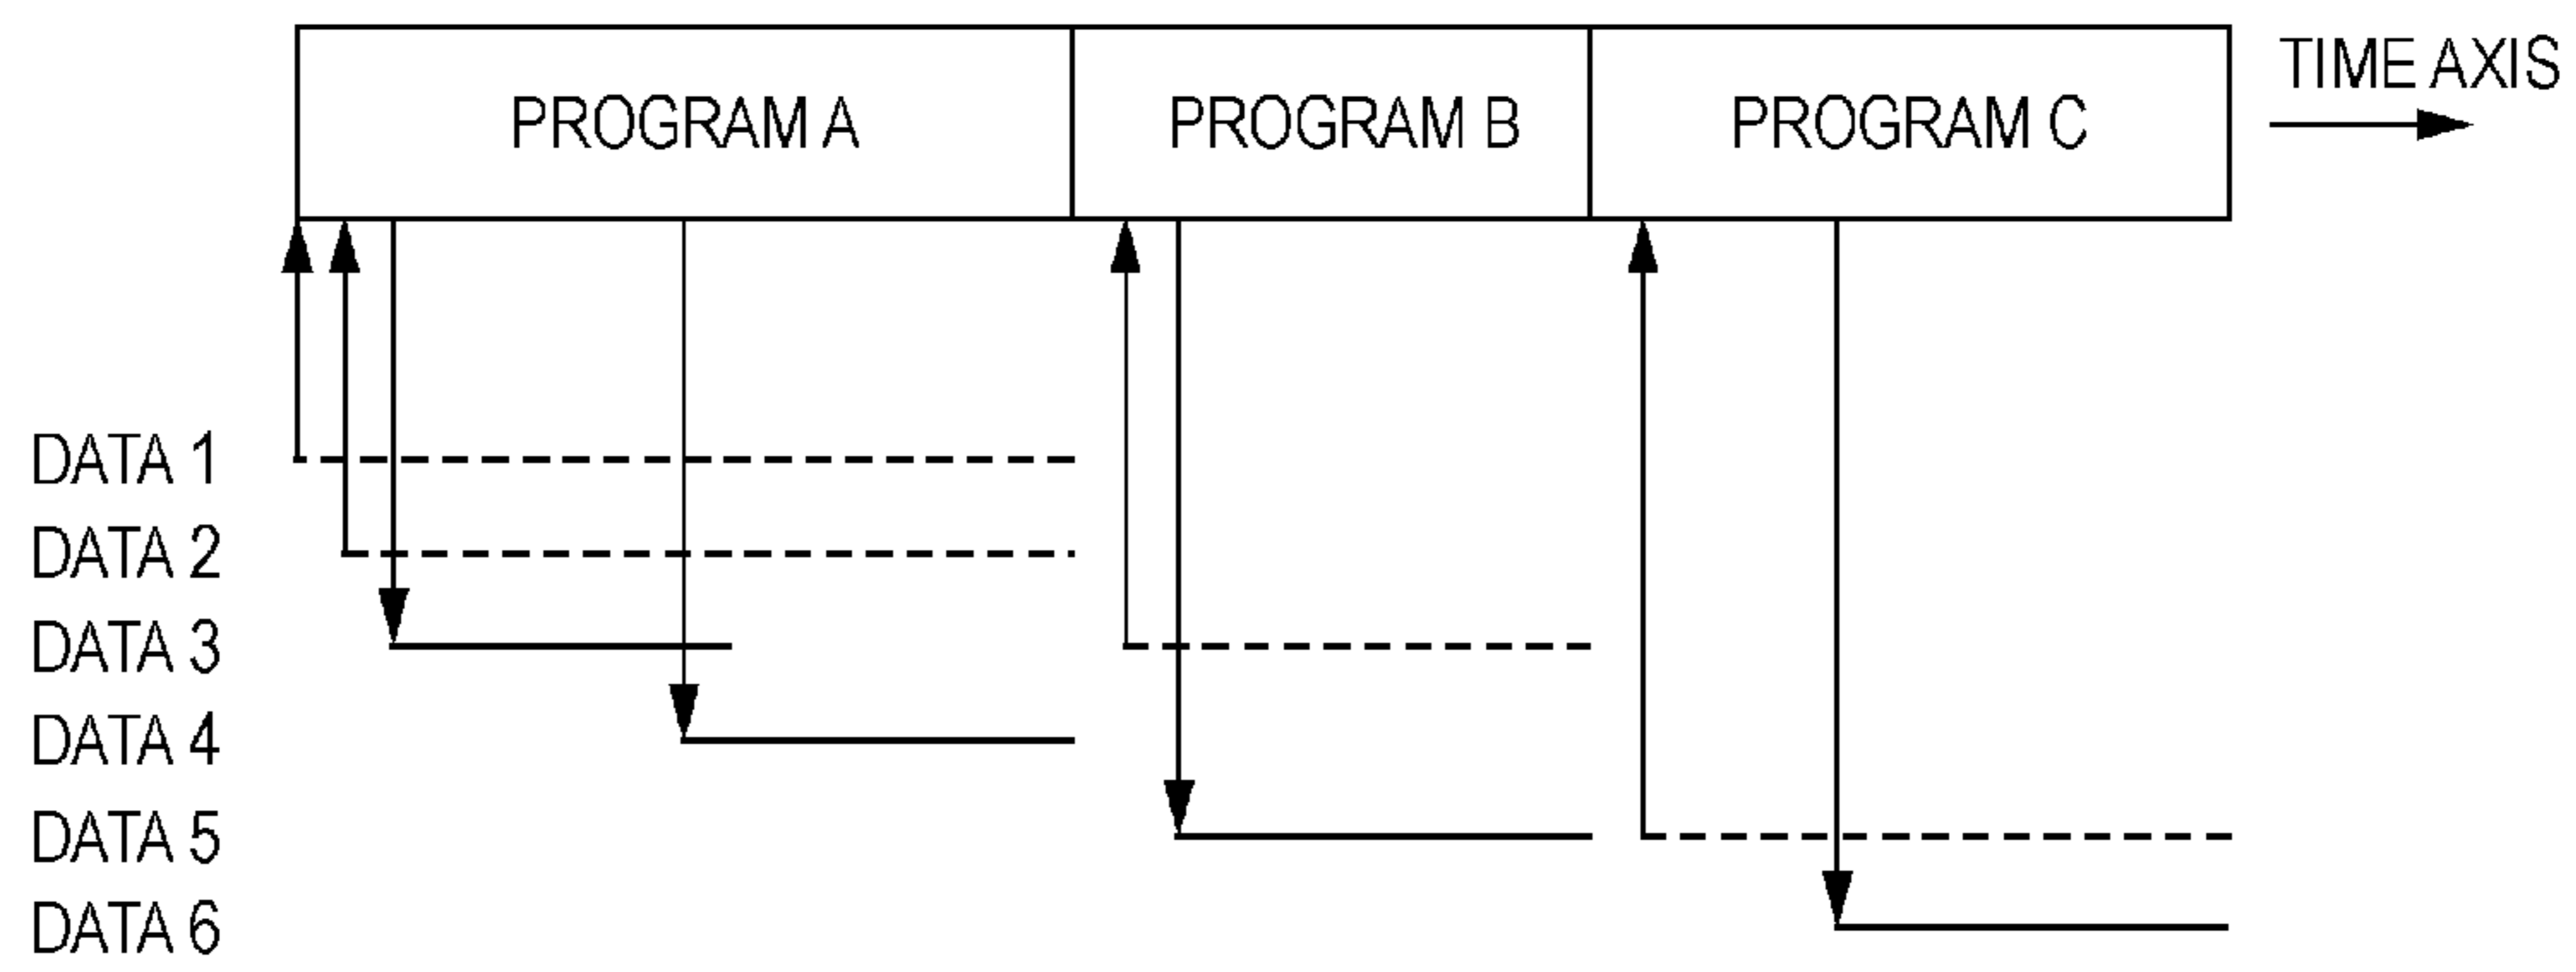 PROGRAM A
PROGRAM B
PROGRAM C
TIME AXIS
DATA 1
DATA 2
DATA 3
DATA 4
DATA 5
DATA 6